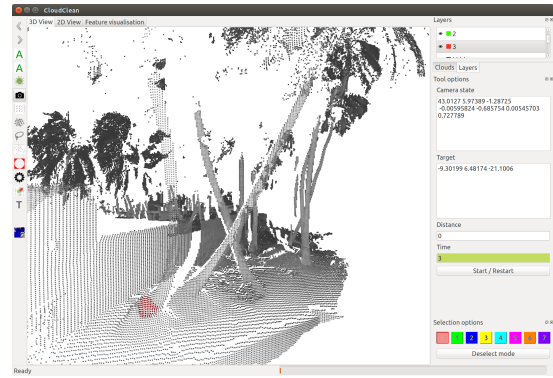 CloudClean
3D View 2D View Feature visualisation
Layers
2
3
Clouds Layers
Tool options
Camera state
43.0127 5.97389 -1.28725
-0.00595824 -0.685754 0.00545703
0.727789
Target
-9.30199 6.48174 -21.1006
Distance
0
Time
3
Start / Restart
Selection options
1 2 3 4 5 6 7
Deselect mode
Ready
A
A
T